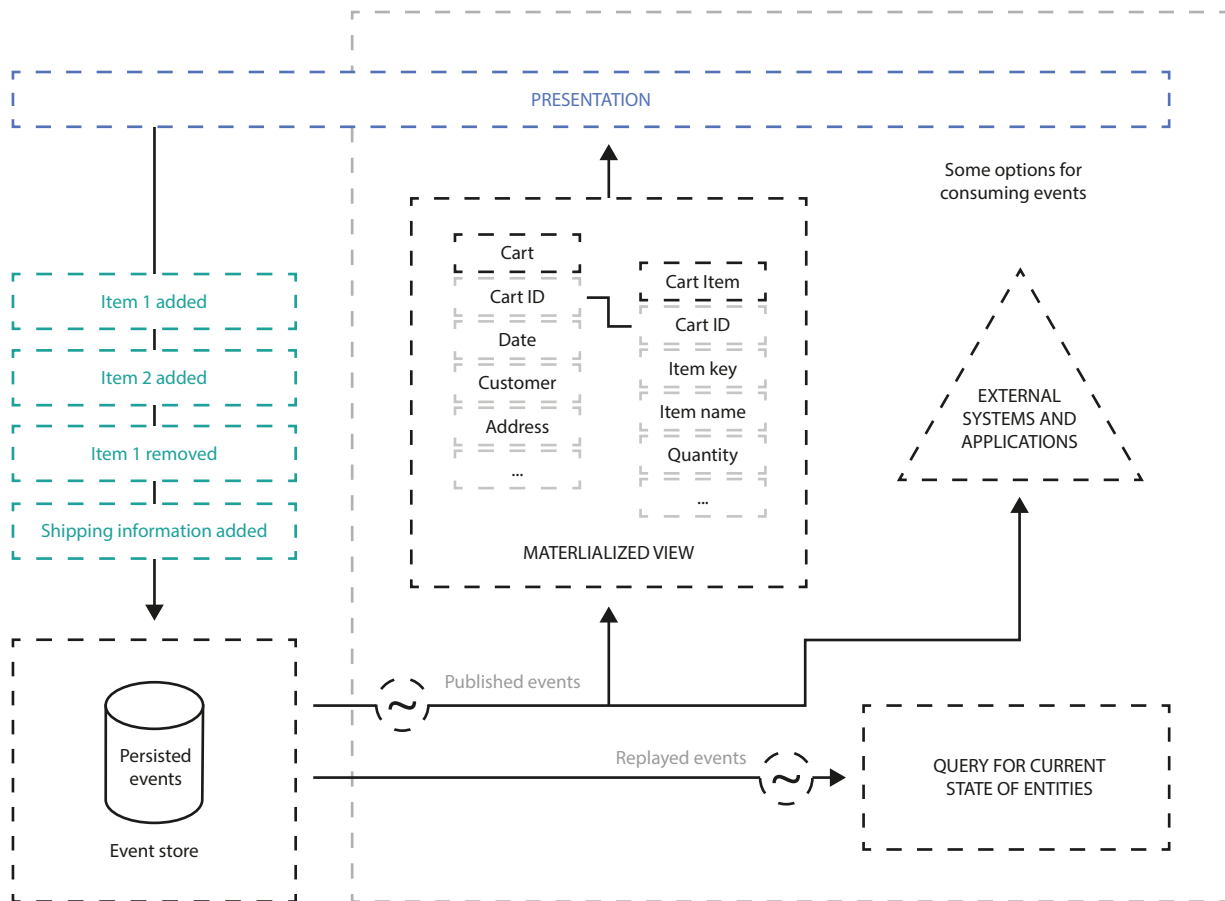 PRESENTATION
Some options for
consuming events
Item 1 added
Item 2 added
Item 1 removed
Shipping information added
Cart
Cart ID
Date
Customer
Address
...
Cart Item
Cart ID
Item key
Item name
Quantity
...
MATERLIALIZED VIEW
EXTERNAL
SYSTEMS AND
APPLICATIONS
Published events
~
Replayed events
~
Persisted
events
Event store
QUERY FOR CURRENT
STATE OF ENTITIES